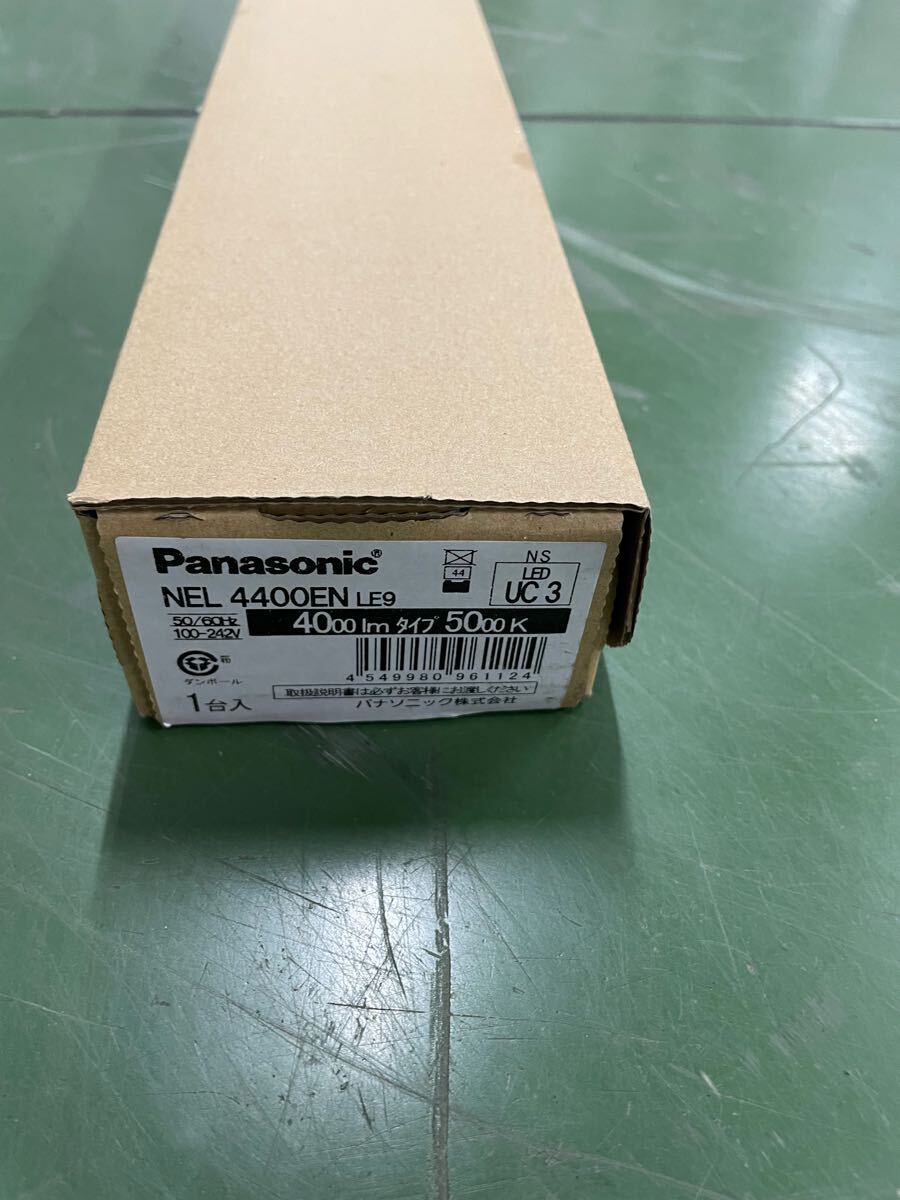 Panasonic®
NS
44
LED
UC 3
NEL 4400EN LE9
50/60Hz
100-242V
4000 lm タイプ 5000 K
4 549980 961124
ダンボール
取扱説明書は必ずお客様にお渡しください
1台入
パナソニック株式会社